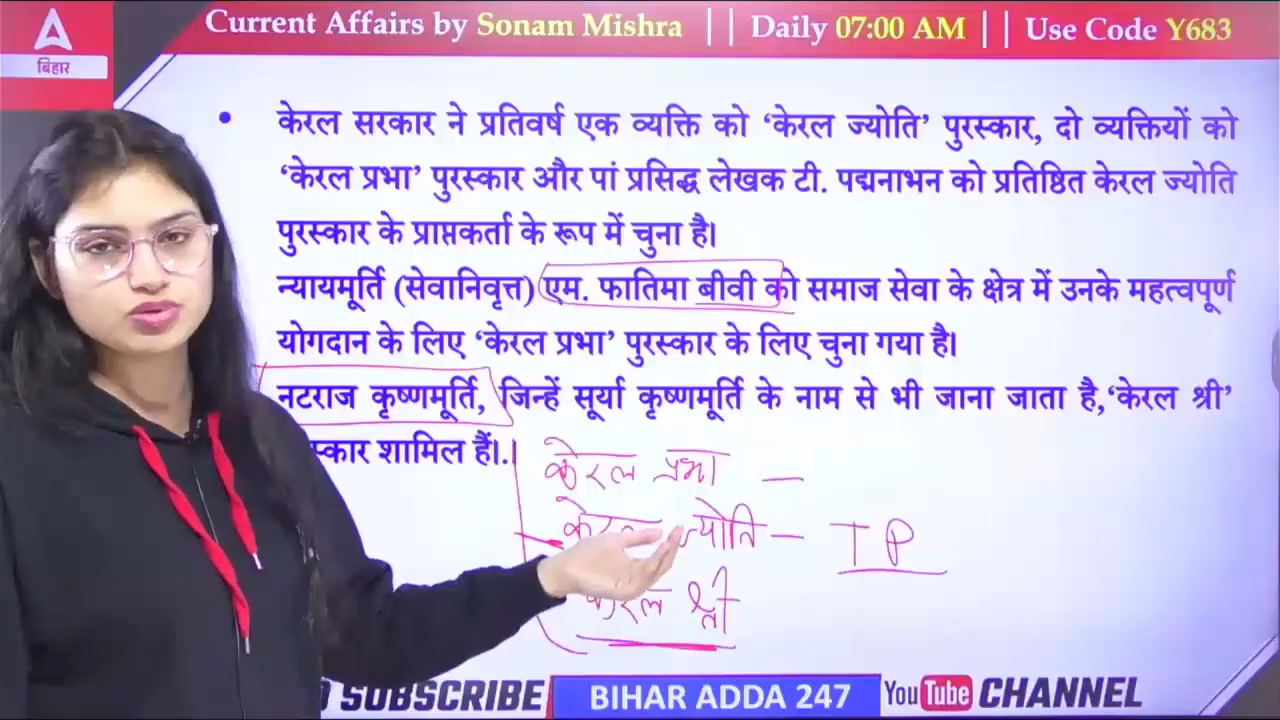 Current Affairs by Sonam Mishra || Daily 07:00 AM || Use Code Y683
बिहार
• केरल सरकार ने प्रतिवर्ष एक व्यक्ति को ‘केरल ज्योति’ पुरस्कार, दो व्यक्तियों को
‘केरल प्रभा’ पुरस्कार और पां प्रसिद्ध लेखक टी. पद्मनाभन को प्रतिष्ठित केरल ज्योति
पुरस्कार के प्राप्तकर्ता के रूप में चुना है।
न्यायमूर्ति (सेवानिवृत्त) एम. फातिमा बीवी को समाज सेवा के क्षेत्र में उनके महत्वपूर्ण
योगदान के लिए ‘केरल प्रभा’ पुरस्कार के लिए चुना गया है।
नटराज कृष्णमूर्ति, जिन्हें सूर्या कृष्णमूर्ति के नाम से भी जाना जाता है,‘केरल श्री’
स्कार शामिल हैं।.।
केरल प्रभा —
केरल ज्योति — T P
केरल श्री
SUBSCRIBE BIHAR ADDA 247 YouTube CHANNEL